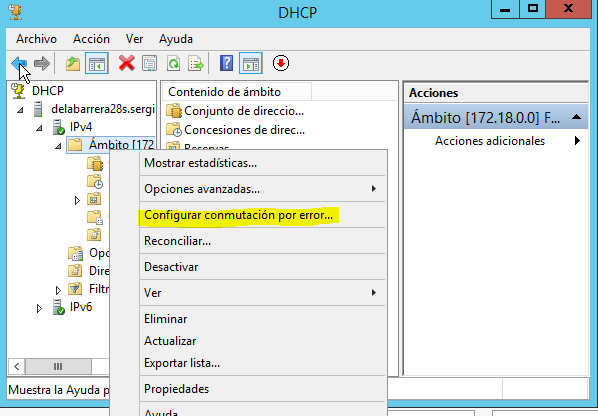 DHCP
Archivo Acción Ver Ayuda
DHCP
delabarrera28s.sergi
IPv4
Ámbito [172
Opc
Dire
Filtr
IPv6
Contenido de ámbito
Conjunto de direccio...
Concesiones de direc...
Reservas
Acciones
Ámbito [172.18.0.0] F...
Acciones adicionales
Mostrar estadísticas...
Opciones avanzadas...
Configurar conmutación por error...
Reconciliar...
Desactivar
Ver
Eliminar
Actualizar
Exportar lista...
Propiedades
Ayuda
Muestra la Ayuda p